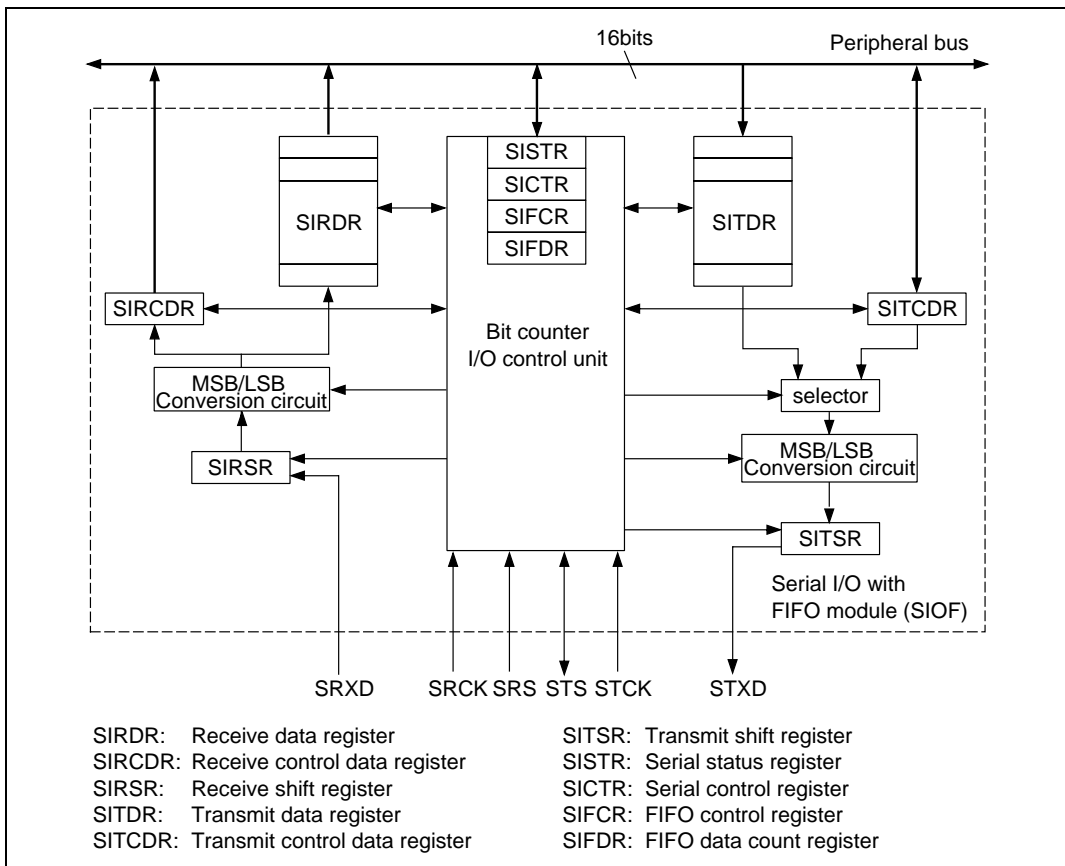 16bits
Peripheral bus
SISTR
SICTR
SIFCR
SIFDR
SIRDR
SITDR
SIRCDR
SITCDR
Bit counter
I/O control unit
MSB/LSB
Conversion circuit
selector
SIRSR
MSB/LSB
Conversion circuit
SITSR
Serial I/O with
FIFO module (SIOF)
SRXD
SRCK
SRS
STS
STCK
STXD
SIRDR: Receive data register
SIRCDR: Receive control data register
SIRSR: Receive shift register
SITDR: Transmit data register
SITCDR: Transmit control data register
SITSR: Transmit shift register
SISTR: Serial status register
SICTR: Serial control register
SIFCR: FIFO control register
SIFDR: FIFO data count register